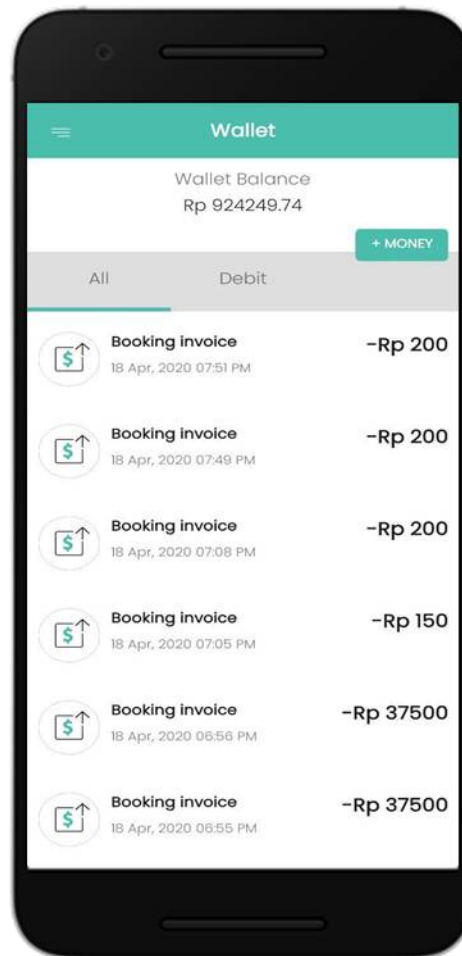 Wallet
Wallet Balance
Rp 924249.74
+ MONEY
All Debit
Booking invoice -Rp 200
18 Apr, 2020 07:51 PM
Booking invoice -Rp 200
18 Apr, 2020 07:49 PM
Booking invoice -Rp 200
18 Apr, 2020 07:08 PM
Booking invoice -Rp 150
18 Apr, 2020 07:05 PM
Booking invoice -Rp 37500
18 Apr, 2020 06:56 PM
Booking invoice -Rp 37500
18 Apr, 2020 06:55 PM